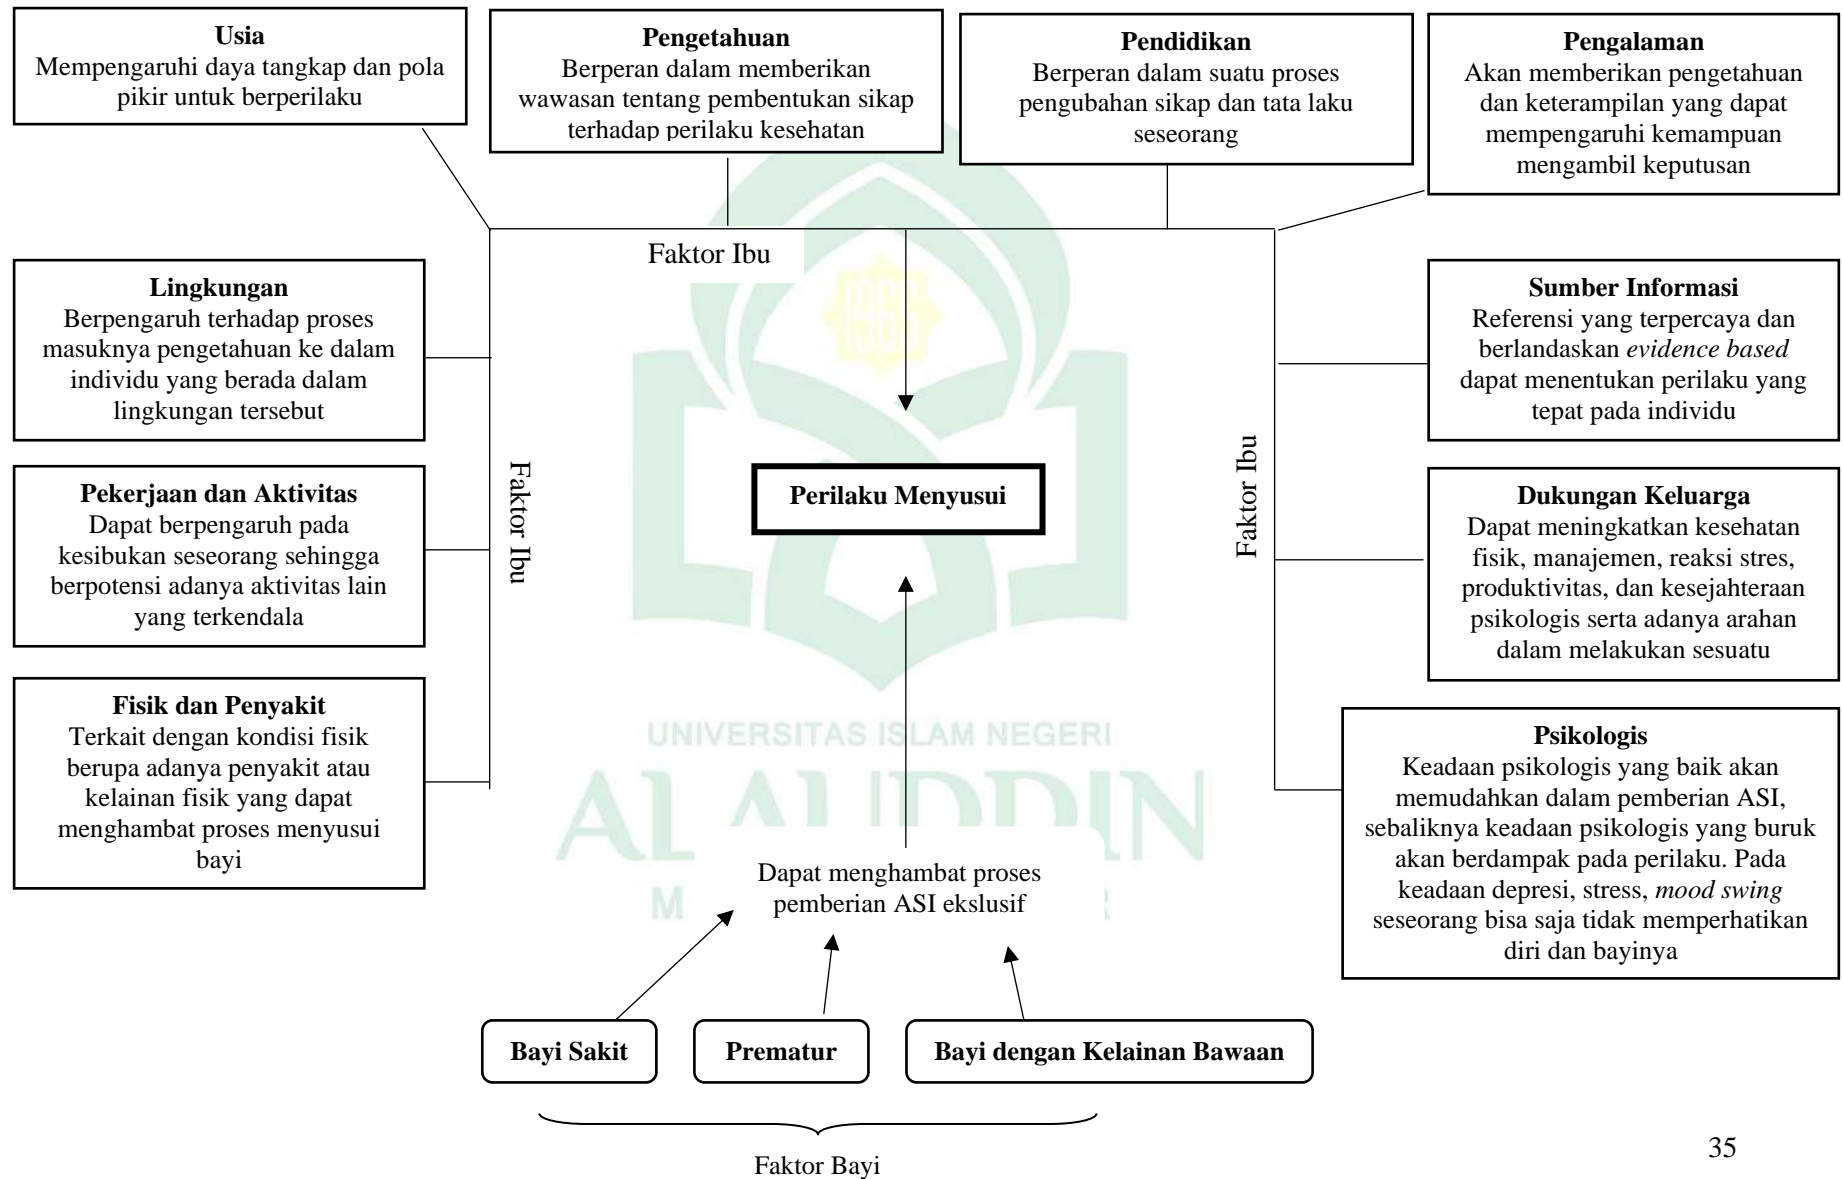 Usia
Mempengaruhi daya tangkap dan pola
pikir untuk berperilaku
Pengetahuan
Berperan dalam memberikan
wawasan tentang pembentukan sikap
terhadap perilaku kesehatan
Pendidikan
Berperan dalam suatu proses
pengubahan sikap dan tata laku
seseorang
Pengalaman
Akan memberikan pengetahuan
dan keterampilan yang dapat
mempengaruhi kemampuan
mengambil keputusan
Faktor Ibu
Lingkungan
Berpengaruh terhadap proses
masuknya pengetahuan ke dalam
individu yang berada dalam
lingkungan tersebut
Pekerjaan dan Aktivitas
Dapat berpengaruh pada
kesibukan seseorang sehingga
berpotensi adanya aktivitas lain
yang terkendala
Fisik dan Penyakit
Terkait dengan kondisi fisik
berupa adanya penyakit atau
kelainan fisik yang dapat
menghambat proses menyusui
bayi
Faktor Ibu
1965
Perilaku Menyusui
Faktor Ibu
Sumber Informasi
Referensi yang terpercaya dan
berlandaskan evidence based
dapat menentukan perilaku yang
tepat pada individu
Dukungan Keluarga
Dapat meningkatkan kesehatan
fisik, manajemen, reaksi stres,
produktivitas, dan kesejahteraan
psikologis serta adanya arahan
dalam melakukan sesuatu
Psikologis
Keadaan psikologis yang baik akan
memudahkan dalam pemberian ASI,
sebaliknya keadaan psikologis yang buruk
akan berdampak pada perilaku. Pada
keadaan depresi, stress, mood swing
seseorang bisa saja tidak memperhatikan
diri dan bayinya
UNIVERSITAS ISLAM NEGERI
ALAUDDIN
Dapat menghambat proses
pemberian ASI ekslusif
Bayi Sakit
Prematur
Bayi dengan Kelainan Bawaan
Faktor Bayi
35